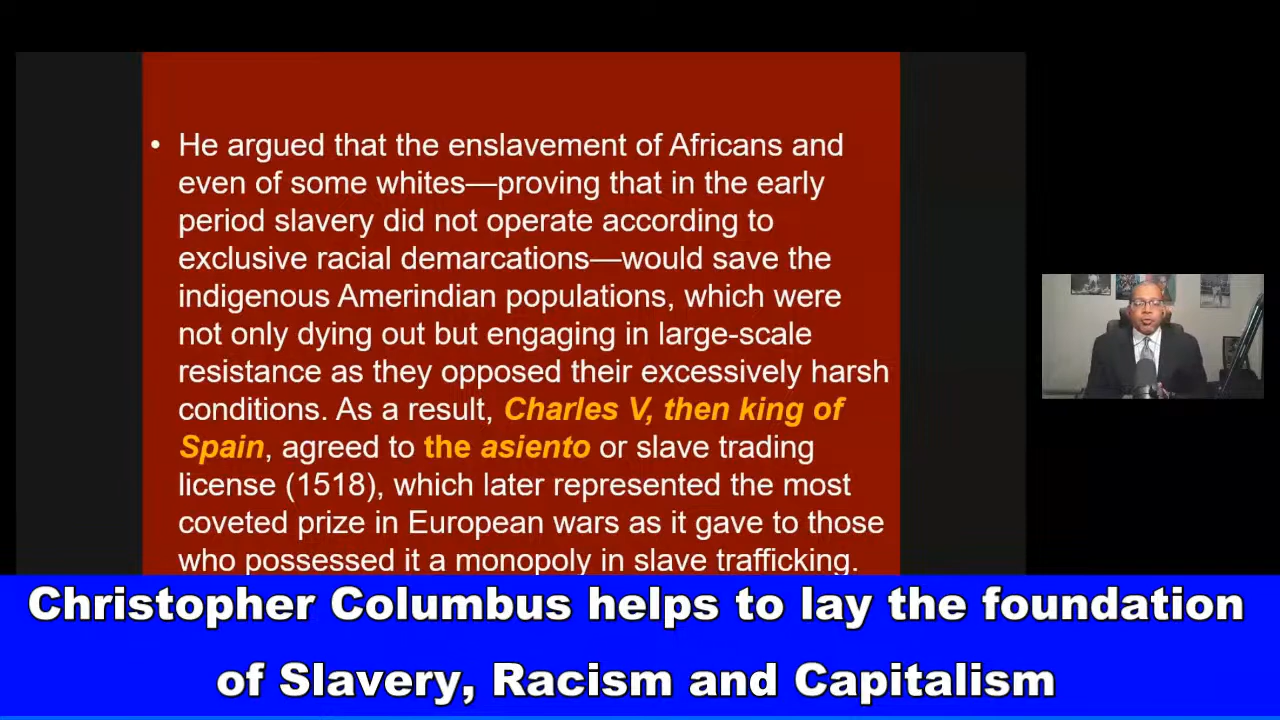 • He argued that the enslavement of Africans and
even of some whites—proving that in the early
period slavery did not operate according to
exclusive racial demarcations—would save the
indigenous Amerindian populations, which were
not only dying out but engaging in large-scale
resistance as they opposed their excessively harsh
conditions. As a result, Charles V, then king of
Spain, agreed to the asiento or slave trading
license (1518), which later represented the most
coveted prize in European wars as it gave to those
who possessed it a monopoly in slave trafficking.
Christopher Columbus helps to lay the foundation
of Slavery, Racism and Capitalism